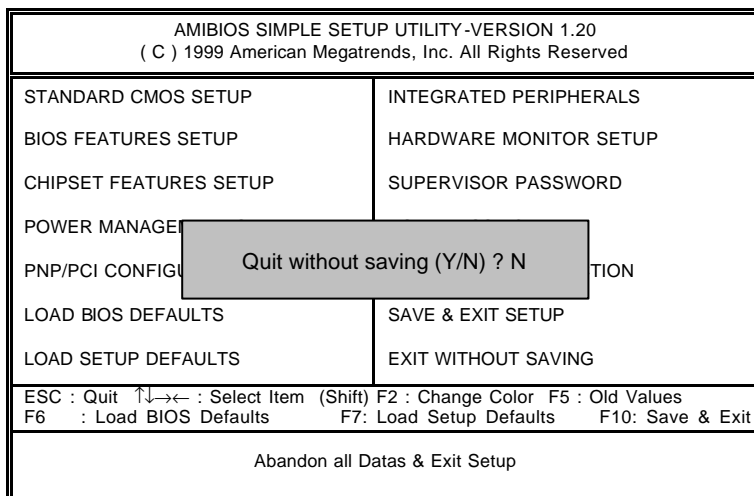 AMIBIOS SIMPLE SETUP UTILITY-VERSION 1.20
( C ) 1999 American Megatrends, Inc. All Rights Reserved
STANDARD CMOS SETUP
INTEGRATED PERIPHERALS
BIOS FEATURES SETUP
HARDWARE MONITOR SETUP
CHIPSET FEATURES SETUP
SUPERVISOR PASSWORD
POWER
Quit without saving (Y/N) ? N
PNP/PCI
TION
LOAD BIOS DEFAULTS
SAVE & EXIT SETUP
LOAD SETUP DEFAULTS
EXIT WITHOUT SAVING
ESC : Quit ↑↓→← : Select Item (Shift) F2 : Change Color F5 : Old Values
F6 : Load BIOS Defaults F7: Load Setup Defaults F10: Save & Exit
Abandon all Datas & Exit Setup